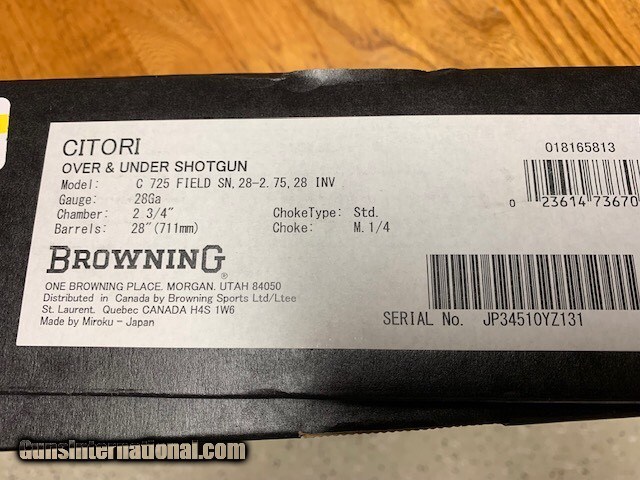 CITORI
OVER & UNDER SHOTGUN
Model: C 725 FIELD SN, 28-2.75, 28 INV
Gauge: 28Ga
Chamber: 2 3/4" ChokeType: Std.
Barrels: 28"(711mm) Choke: M.1/4
BROWNING®
ONE BROWNING PLACE, MORGAN, UTAH 84050
Distributed in Canada by Browning Sports Ltd/Ltee
St. Laurent. Quebec CANADA H4S 1W6
Made by Miroku - Japan
018165813
0 23614 73670
SERIAL No. JP34510YZ131
GunsInternational.com